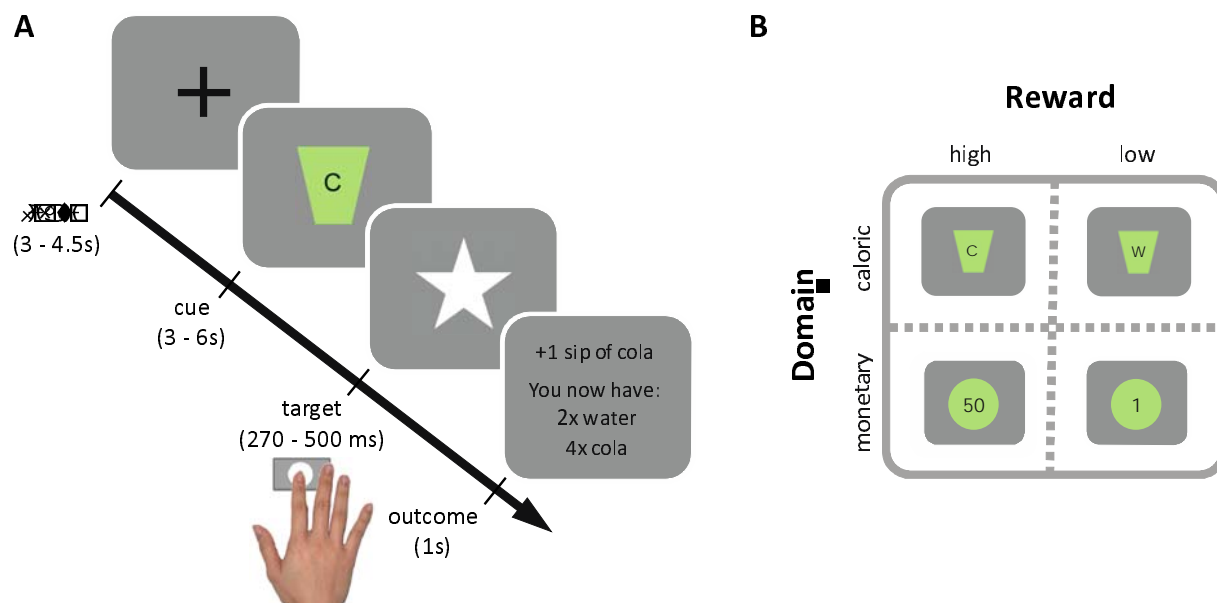 A
C
(3 - 4.5s)
cue
(3 - 6s)
target
(270 - 500 ms)
+1 sip of cola
You now have:
2x water
4x cola
outcome
(1s)
B
Reward
high
low
Domain
caloric
C
W
monetary
50
1